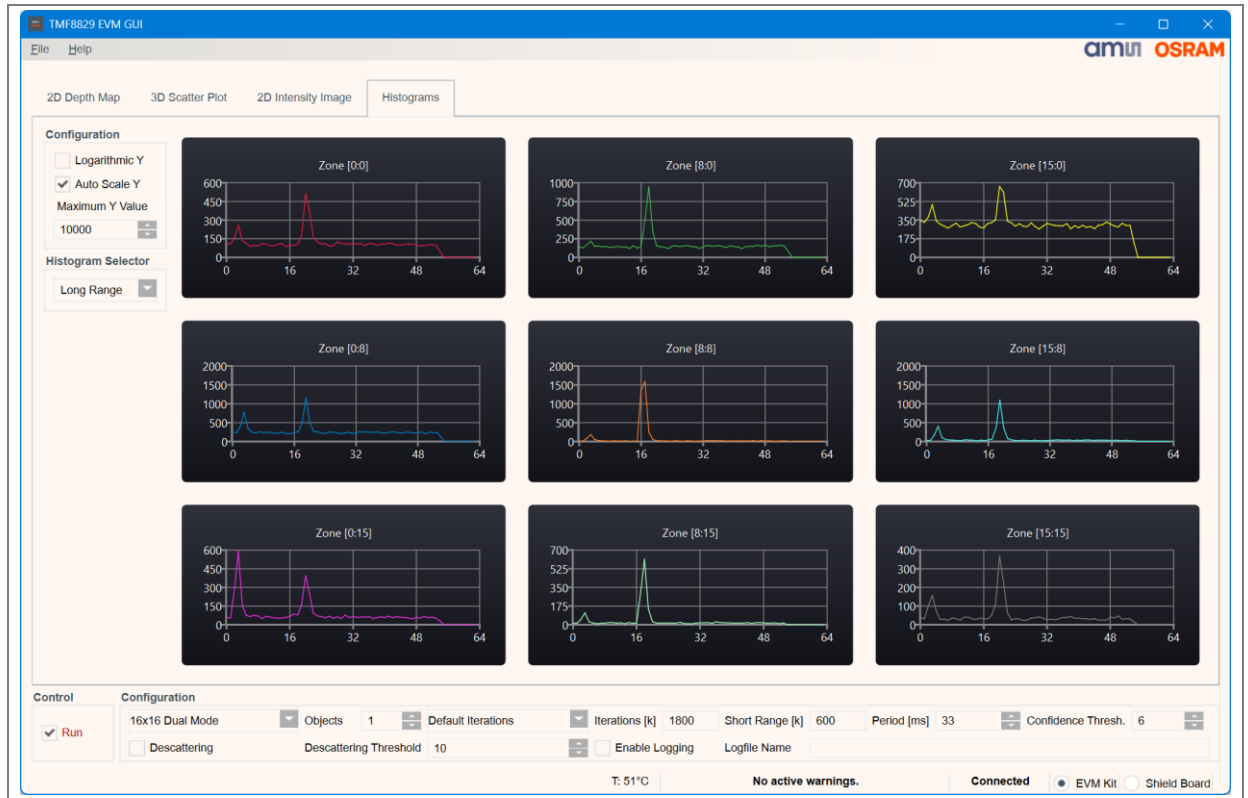 TMF8829 EVM GUI
File Help
amu OSRAM
2D Depth Map 3D Scatter Plot 2D Intensity Image Histograms
Configuration
Logarithmic Y
Auto Scale Y
Maximum Y Value
10000
Histogram Selector
Long Range
Zone [0:0]
600
450
300
150
0
0 16 32 48 64
Zone [8:0]
1000
750
500
250
0
0 16 32 48 64
Zone [15:0]
700
525
350
175
0
0 16 32 48 64
Zone [0:8]
2000
1500
1000
500
0
0 16 32 48 64
Zone [8:8]
2000
1500
1000
500
0
0 16 32 48 64
Zone [15:8]
2000
1500
1000
500
0
0 16 32 48 64
Zone [0:15]
600
450
300
150
0
0 16 32 48 64
Zone [8:15]
700
525
350
175
0
0 16 32 48 64
Zone [15:15]
400
300
200
100
0
0 16 32 48 64
Control Configuration
Run
16x16 Dual Mode Objects 1 Default Iterations Iterations [k] 1800 Short Range [k] 600 Period [ms] 33 Confidence Thresh. 6
Descattering Descattering Threshold 10 Enable Logging Logfile Name
T: 51°C No active warnings. Connected EVM Kit Shield Board